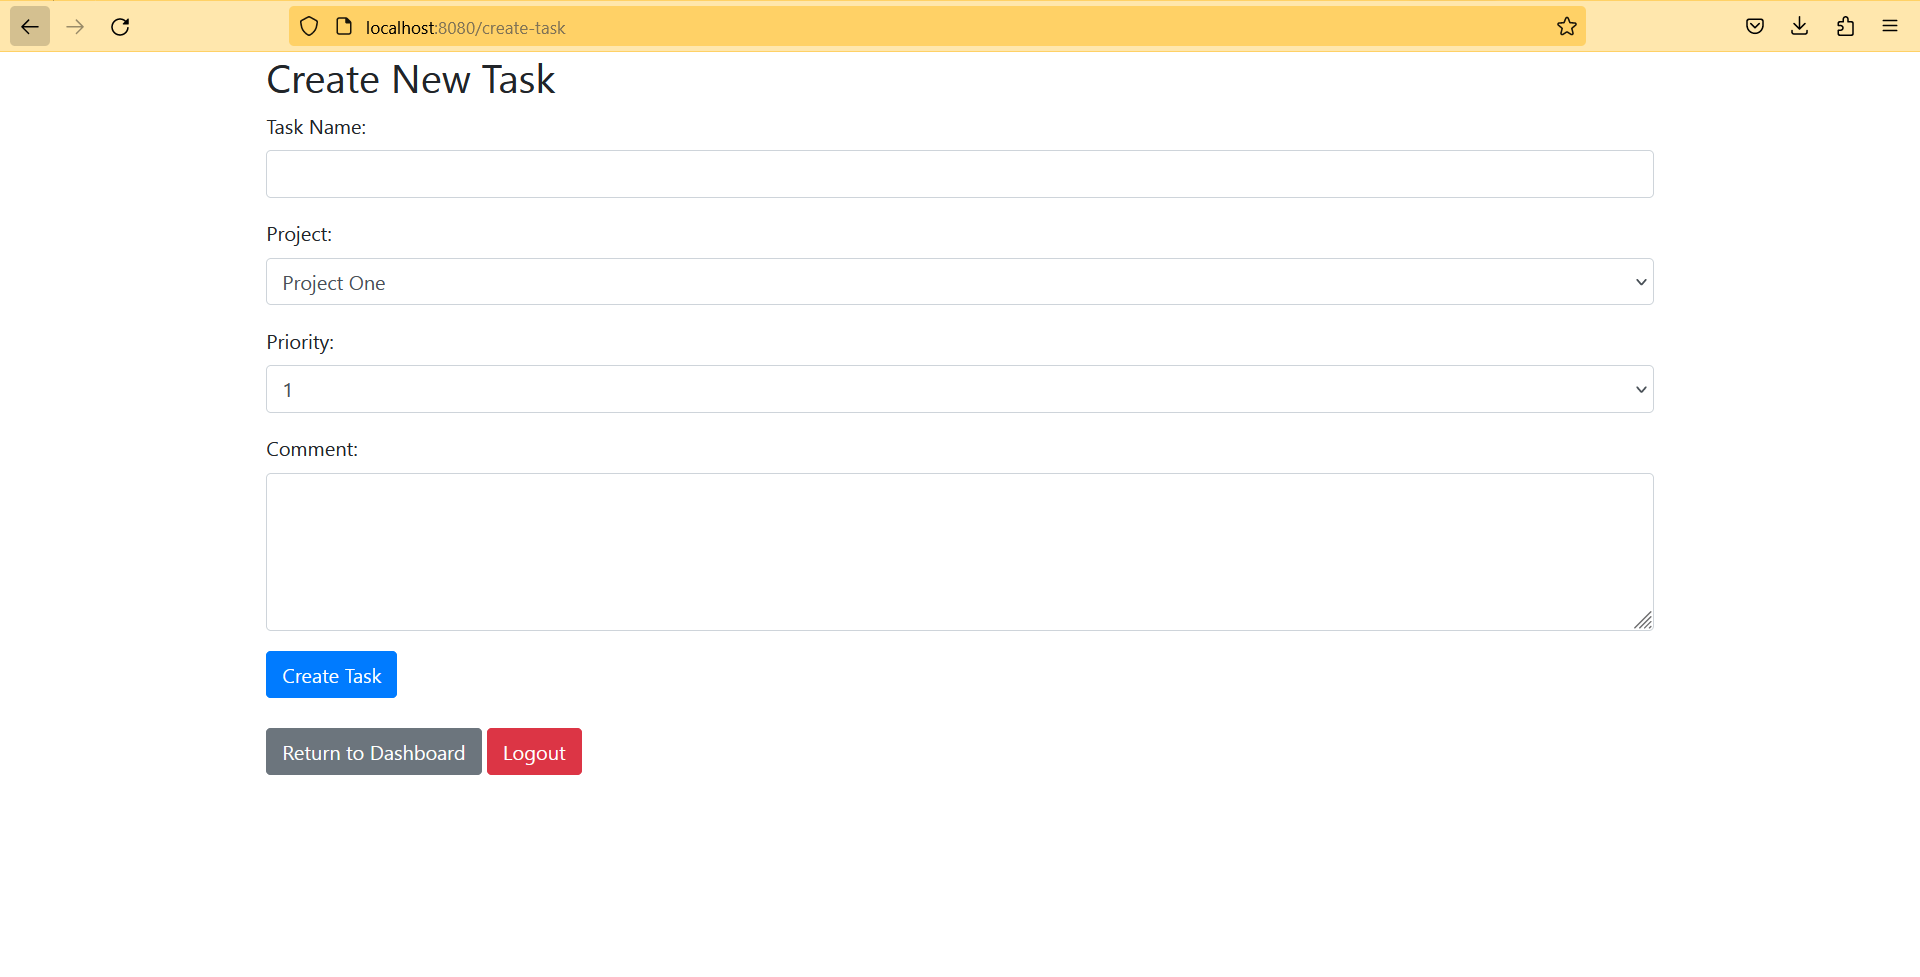 localhost:8080/create-task
Create New Task
Task Name:
Project:
Project One
Priority:
1
Comment:
Create Task
Return to Dashboard Logout